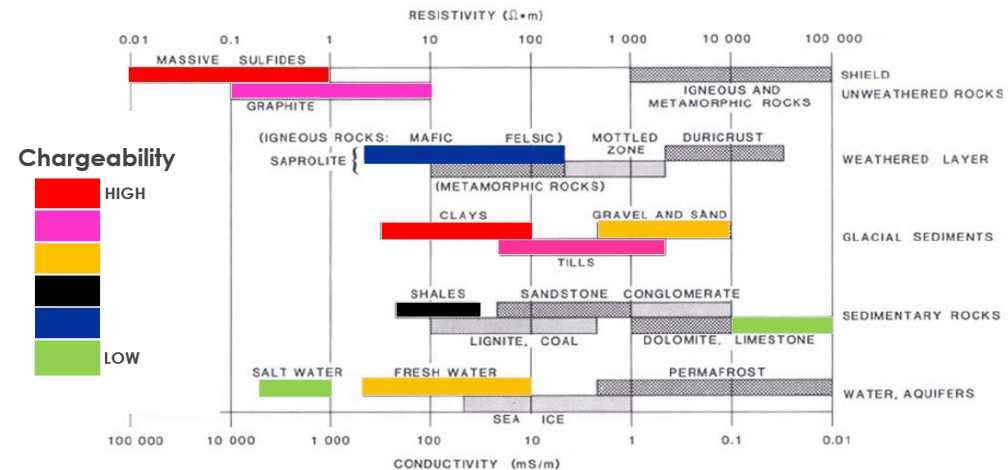 RESISTIVITY (Ω•m)
0.01 0.1 1 10 100 1 000 10 000 100 000
MASSIVE SULFIDES
SHIELD
GRAPHITE
IGNEOUS AND
METAMORPHIC ROCKS
UNWEATHERED ROCKS
(IGNEOUS ROCKS: MAFIC FELSIC)
MOTTLED
ZONE
DURICRUST
SAPROLITE
WEATHERED LAYER
(METAMORPHIC ROCKS)
Chargeability
HIGH
LOW
CLAYS
GRAVEL AND SAND
GLACIAL SEDIMENTS
TILLS
SHALES
SANDSTONE CONGLOMERATE
SEDIMENTARY ROCKS
LIGNITE, COAL
DOLOMITE, LIMESTONE
SALT WATER
FRESH WATER
PERMAFROST
WATER, AQUIFERS
SEA ICE
100 000 10 000 1 000 100 10 1 0.1 0.01
CONDUCTIVITY (mS/m)